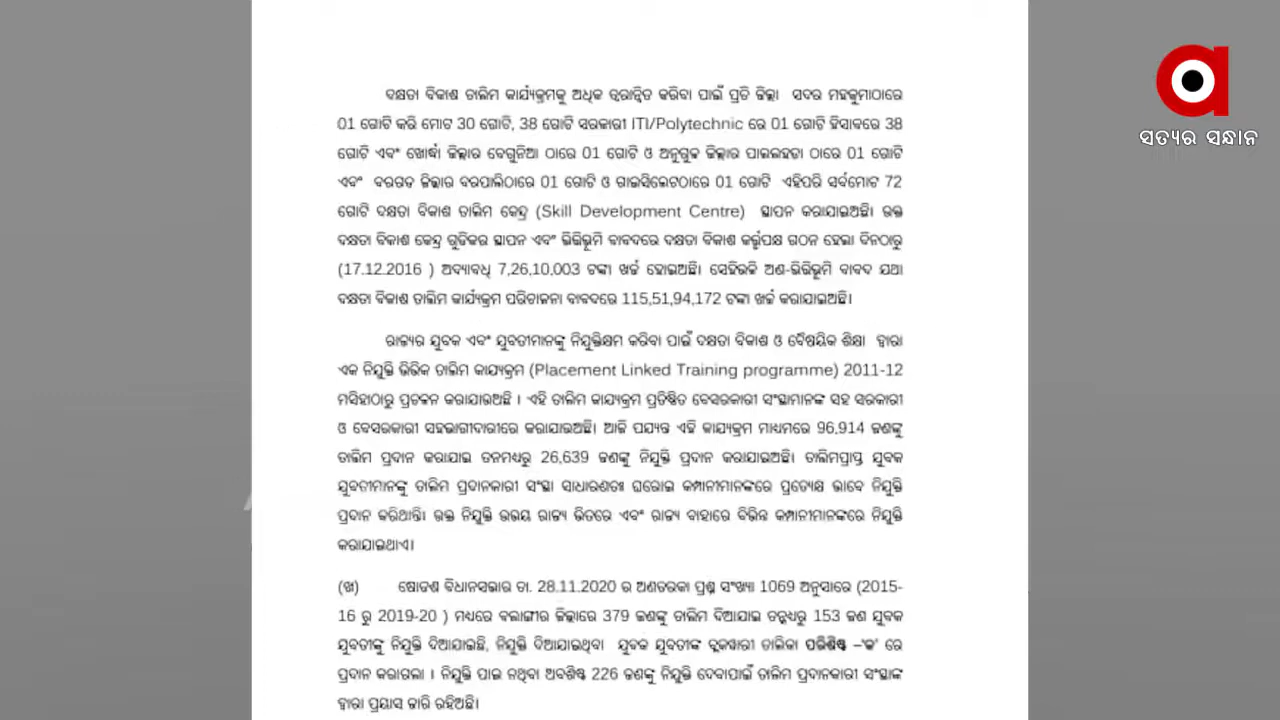 ଦକ୍ଷତା ବିକାଶ ତାଲିମ କାର୍ଯ୍ୟକ୍ରମକୁ ଅଧିକ ତ୍ୱରାନ୍ୱିତ କରିବା ପାଇଁ ପ୍ରତି ଜିଲ୍ଲା ସଦର ମହକୁମାଠାରେ
01 ଗୋଟି କରି ମୋଟ 30 ଗୋଟି, 38 ଗୋଟି ସରକାରୀ ITI/Polytechnic ରେ 01 ଗୋଟି ହିସାବରେ 38
ଗୋଟି ଏବଂ ଖୋର୍ଦ୍ଧା ଜିଲ୍ଲାର ବେଗୁନିଆ ଠାରେ 01 ଗୋଟି ଓ ଅନୁଗୁଳ ଜିଲ୍ଲାର ପାଲଲହଡା ଠାରେ 01 ଗୋଟି
ଏବଂ ବରଗଡ ଜିଲ୍ଲାର ବରପାଲିଠାରେ 01 ଗୋଟି ଓ ଗାଇସିଲେଟଠାରେ 01 ଗୋଟି ଏହିପରି ସର୍ବମୋଟ 72
ଗୋଟି ଦକ୍ଷତା ବିକାଶ ତାଲିମ କେନ୍ଦ୍ର (Skill Development Centre) ସ୍ଥାପନ କରାଯାଇଅଛି। ଉକ୍ତ
ଦକ୍ଷତା ବିକାଶ କେନ୍ଦ୍ର ଗୁଡିକର ସ୍ଥାପନ ଏବଂ ଭିତ୍ତିଭୂମି ବାବଦରେ ଦକ୍ଷତା ବିକାଶ କର୍ତ୍ତୃପକ୍ଷ ଗଠନ ହେଲା ଦିନଠାରୁ
(17.12.2016 ) ଅଦ୍ୟାବଧି 7,26,10,003 ଟଙ୍କା ଖର୍ଚ୍ଚ ହୋଇଅଛି। ସେହିଭଳି ଅଣ-ଭିତ୍ତିଭୂମି ବାବଦ ଯଥା
ଦକ୍ଷତା ବିକାଶ ତାଲିମ କାର୍ଯ୍ୟକ୍ରମ ପରିଚାଳନା ବାବଦରେ 115,51,94,172 ଟଙ୍କା ଖର୍ଚ୍ଚ କରାଯାଇଅଛି।
ରାଜ୍ୟର ଯୁବକ ଏବଂ ଯୁବତୀମାନଙ୍କୁ ନିଯୁକ୍ତିକ୍ଷମ କରିବା ପାଇଁ ଦକ୍ଷତା ବିକାଶ ଓ ବୈଷୟିକ ଶିକ୍ଷା ଦ୍ୱାରା
ଏକ ନିଯୁକ୍ତି ଭିତ୍ତିକ ତାଲିମ କାଯ୍ୟକ୍ରମ (Placement Linked Training programme) 2011-12
ମସିହାଠାରୁ ପ୍ରଚଳନ କରାଯାଉଅଛି । ଏହି ତାଲିମ କାଯ୍ୟକ୍ରମ ପ୍ରତିଷ୍ଠିତ ବେସରକାରୀ ସଂସ୍ଥାମାନଙ୍କ ସହ ସରକାରୀ
ଓ ବେସରକାରୀ ସହଭାଗୀଦାରୀରେ କରାଯାଉଅଛି। ଆଜି ପଯ୍ୟନ୍ତ ଏହି କାଯ୍ୟକ୍ରମ ମାଧ୍ୟମରେ 96,914 ଜଣଙ୍କୁ
ତାଲିମ ପ୍ରଦାନ କରାଯାଇ ତନମଧ୍ୟରୁ 26,639 ଜଣଙ୍କୁ ନିଯୁକ୍ତି ପ୍ରଦାନ କରାଯାଇଅଛି। ତାଲିମପ୍ରାପ୍ତ ଯୁବକ
ଯୁବତୀମାନଙ୍କୁ ତାଲିମ ପ୍ରଦାନକାରୀ ସଂସ୍ଥା ସାଧାରଣତଃ ଘରୋଇ କମ୍ପାନୀମାନଙ୍କରେ ପ୍ରତ୍ୟେକ୍ଷ ଭାବେ ନିଯୁକ୍ତି
ପ୍ରଦାନ କରିଥାନ୍ତି। ଉକ୍ତ ନିଯୁକ୍ତି ଉଭୟ ରାଜ୍ୟ ଭିତରେ ଏବଂ ରାଜ୍ୟ ବାହାରେ ବିଭିନ୍ନ କମ୍ପାନୀମାନଙ୍କରେ ନିଯୁକ୍ତି
କରାଯାଇଥାଏ।
(ଖ) ଷୋଡଶ ବିଧାନସଭାର ତା. 28.11.2020 ର ଅଣତାରକା ପ୍ରଶ୍ନ ସଂଖ୍ୟା 1069 ଅନୁସାରେ (2015-
16 ରୁ 2019-20 ) ମଧ୍ୟରେ ବଲାଙ୍ଗୀର ଜିଲ୍ଲାରେ 379 ଜଣଙ୍କୁ ତାଲିମ ଦିଆଯାଇ ତନ୍ମଧ୍ୟରୁ 153 ଜଣ ଯୁବକ
ଯୁବତୀଙ୍କୁ ନିଯୁକ୍ତି ଦିଆଯାଇଛି, ନିଯୁକ୍ତି ଦିଆଯାଇଥିବା ଯୁବକ ଯୁବତୀଙ୍କ ବ୍ଲକୱାରୀ ତାଲିକା ପରିଶିଷ୍ଟ –'କ' ରେ
ପ୍ରଦାନ କରାଗଲା । ନିଯୁକ୍ତି ପାଇ ନଥିବା ଅବଶିଷ୍ଟ 226 ଜଣଙ୍କୁ ନିଯୁକ୍ତି ଦେବାପାଇଁ ତାଲିମ ପ୍ରଦାନକାରୀ ସଂସ୍ଥାଙ୍କ
ଦ୍ୱାରା ପ୍ରୟାସ ଜାରି ରହିଅଛି।
ସତ୍ୟର ସନ୍ଧାନ